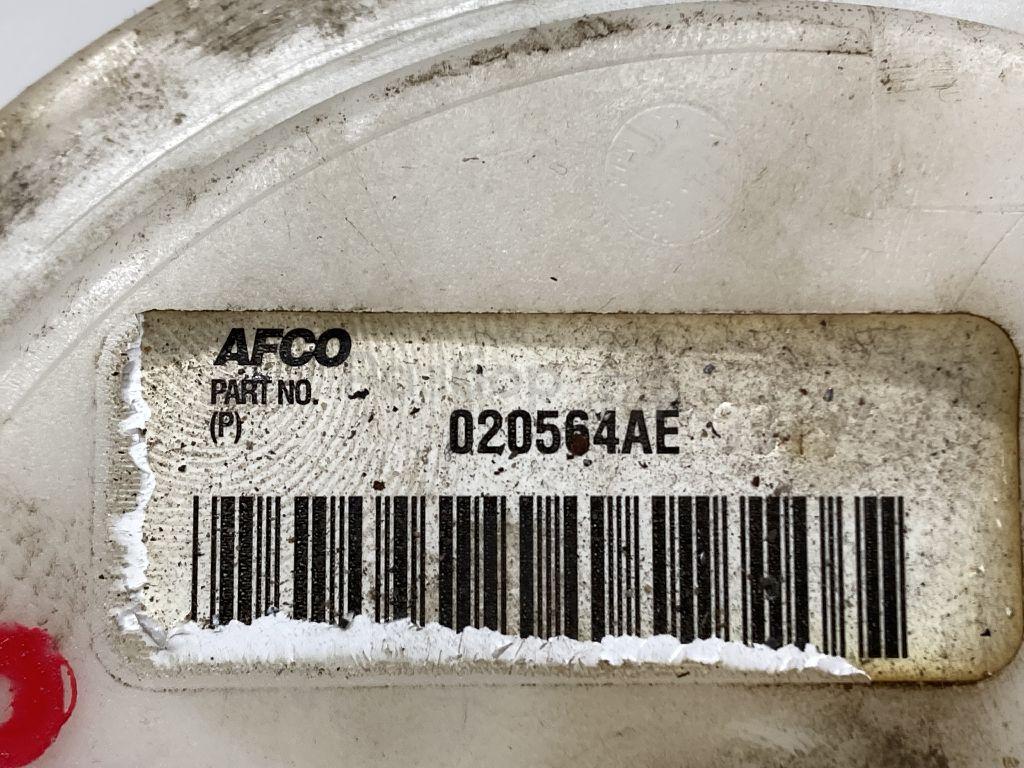 AFCO
PART NO.
(P)
020564AE